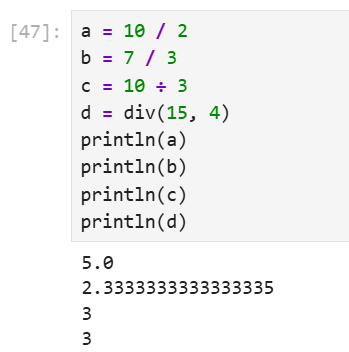 [47]: a = 10 / 2
b = 7 / 3
c = 10 ÷ 3
d = div(15, 4)
println(a)
println(b)
println(c)
println(d)
5.0
2.3333333333333335
3
3